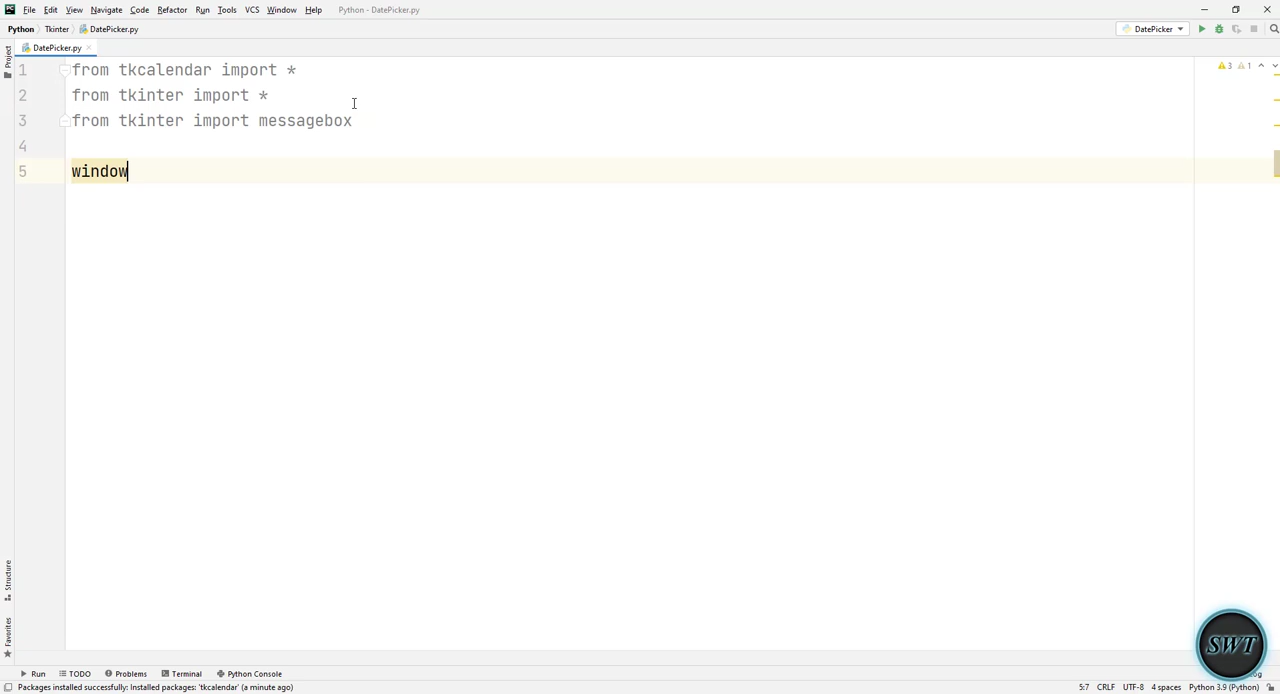 File Edit View Navigate Code Refactor Run Tools VCS Window Help Python - DatePicker.py
Python Tkinter DatePicker.py DatePicker
DatePicker.py
Project
1 from tkcalendar import *
2 from tkinter import *
3 from tkinter import messagebox
4
5 window
3 1
Structure
Favorites
SWT
Run TODO Problems Terminal Python Console
Packages installed successfully: Installed packages: 'tkcalendar' (a minute ago) 5:7 CRLF UTF-8 4 spaces Python 3.9 (Python)